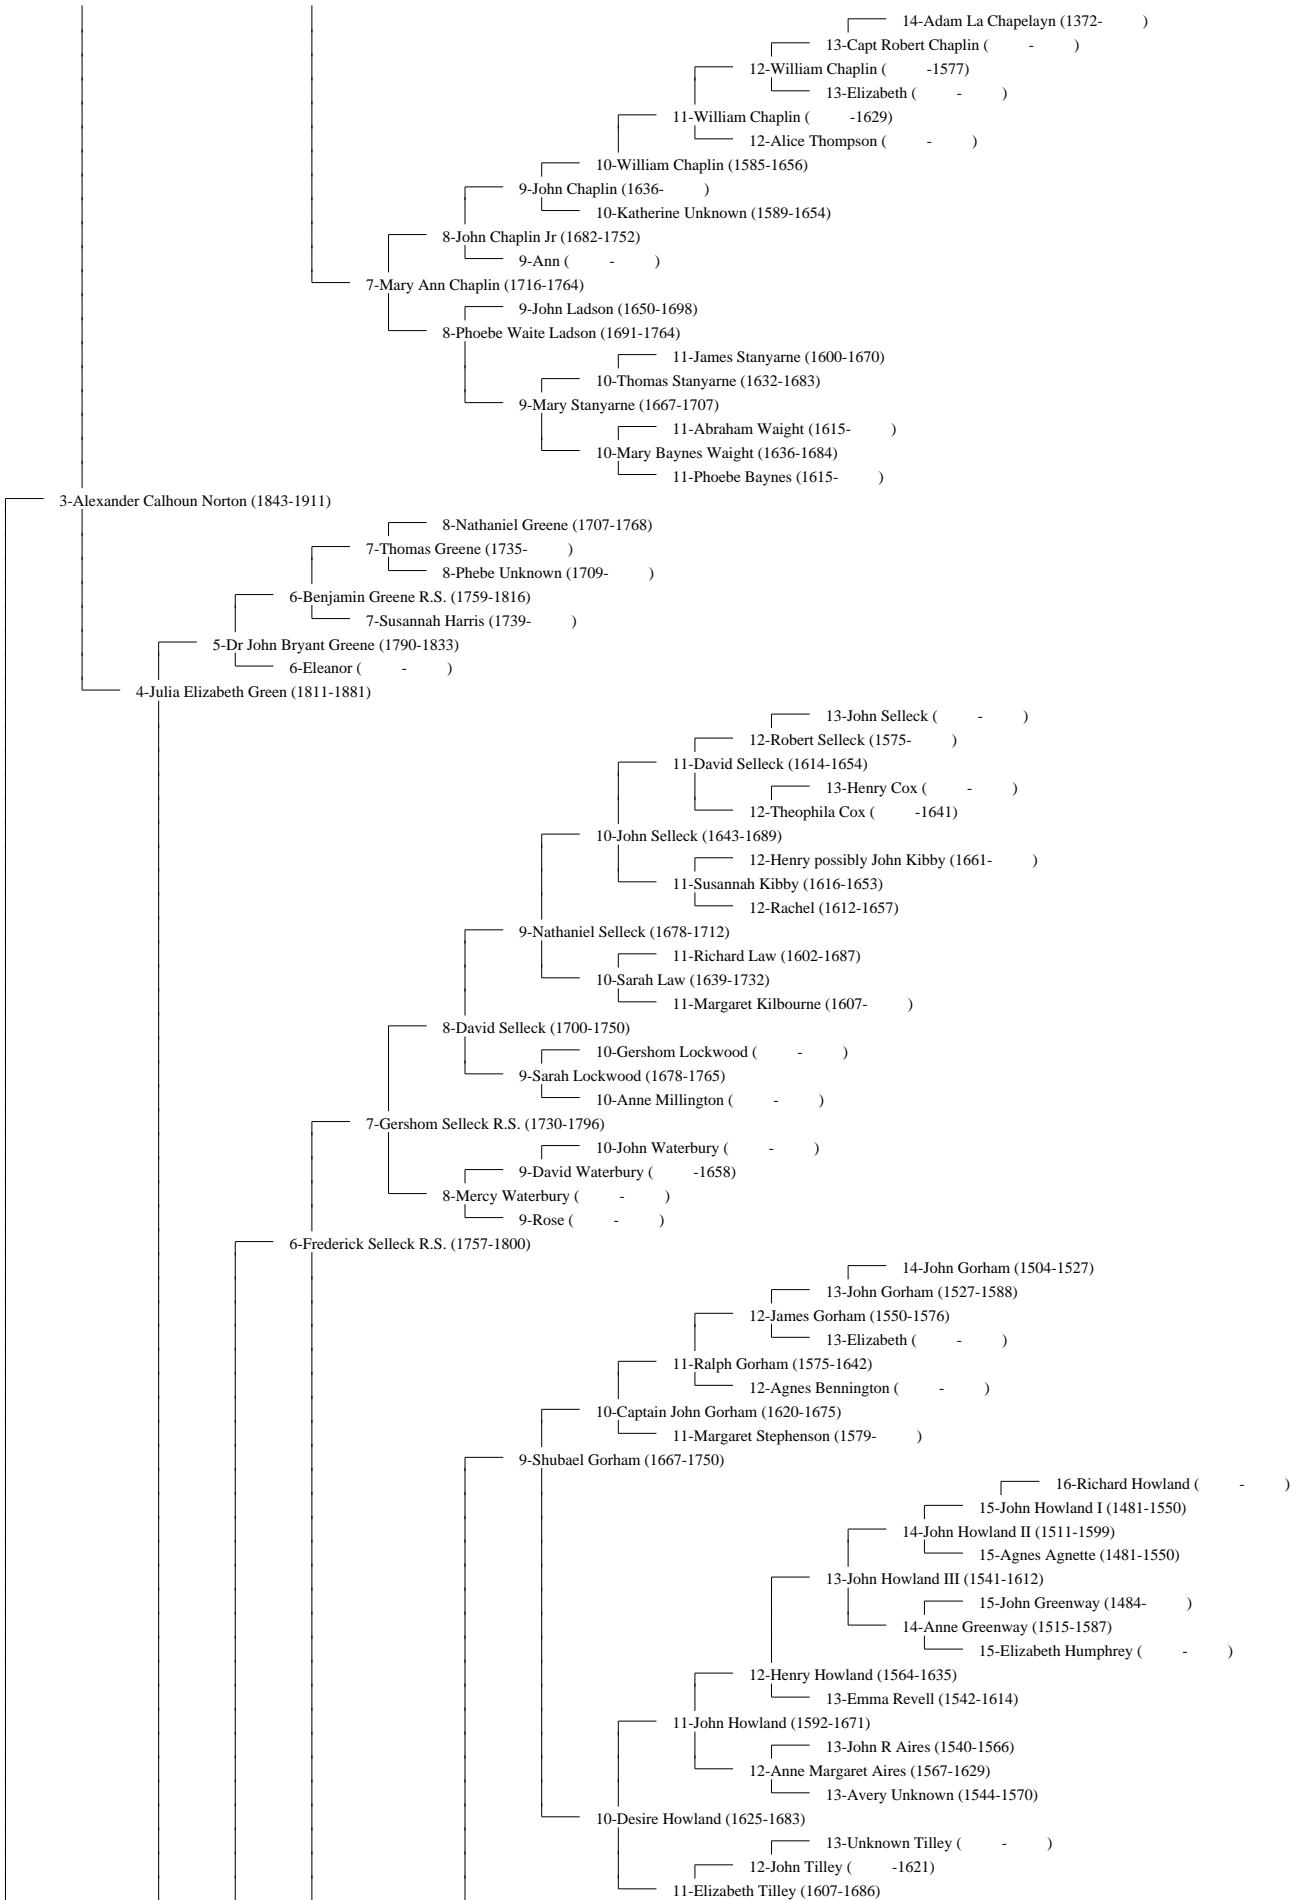 14-Adam La Chapelayn (1372- )
13-Capt Robert Chaplin ( - )
12-William Chaplin ( -1577)
13-Elizabeth ( - )
11-William Chaplin ( -1629)
12-Alice Thompson ( - )
10-William Chaplin (1585-1656)
9-John Chaplin (1636- )
10-Katherine Unknown (1589-1654)
8-John Chaplin Jr (1682-1752)
9-Ann ( - )
7-Mary Ann Chaplin (1716-1764)
9-John Ladson (1650-1698)
8-Phoebe Waite Ladson (1691-1764)
11-James Stanyarne (1600-1670)
10-Thomas Stanyarne (1632-1683)
9-Mary Stanyarne (1667-1707)
11-Abraham Waight (1615- )
10-Mary Baynes Waight (1636-1684)
11-Phoebe Baynes (1615- )
3-Alexander Calhoun Norton (1843-1911)
8-Nathaniel Greene (1707-1768)
7-Thomas Greene (1735- )
8-Phebe Unknown (1709- )
6-Benjamin Greene R.S. (1759-1816)
7-Susannah Harris (1739- )
5-Dr John Bryant Greene (1790-1833)
6-Eleanor ( - )
4-Julia Elizabeth Green (1811-1881)
13-John Selleck ( - )
12-Robert Selleck (1575- )
11-David Selleck (1614-1654)
13-Henry Cox ( - )
12-Theophila Cox ( -1641)
10-John Selleck (1643-1689)
12-Henry possibly John Kibby (1661- )
11-Susannah Kibby (1616-1653)
12-Rachel (1612-1657)
9-Nathaniel Selleck (1678-1712)
11-Richard Law (1602-1687)
10-Sarah Law (1639-1732)
11-Margaret Kilbourne (1607- )
8-David Selleck (1700-1750)
10-Gershom Lockwood ( - )
9-Sarah Lockwood (1678-1765)
10-Anne Millington ( - )
7-Gershom Selleck R.S. (1730-1796)
10-John Waterbury ( - )
9-David Waterbury ( -1658)
8-Mercy Waterbury ( - )
9-Rose ( - )
6-Frederick Selleck R.S. (1757-1800)
14-John Gorham (1504-1527)
13-John Gorham (1527-1588)
12-James Gorham (1550-1576)
13-Elizabeth ( - )
11-Ralph Gorham (1575-1642)
12-Agnes Bennington ( - )
10-Captain John Gorham (1620-1675)
11-Margaret Stephenson (1579- )
9-Shubael Gorham (1667-1750)
16-Richard Howland ( - )
15-John Howland I (1481-1550)
14-John Howland II (1511-1599)
15-Agnes Agnette (1481-1550)
13-John Howland III (1541-1612)
15-John Greenway (1484- )
14-Anne Greenway (1515-1587)
15-Elizabeth Humphrey ( - )
12-Henry Howland (1564-1635)
13-Emma Revell (1542-1614)
11-John Howland (1592-1671)
13-John R Aires (1540-1566)
12-Anne Margaret Aires (1567-1629)
13-Avery Unknown (1544-1570)
10-Desire Howland (1625-1683)
13-Unknown Tilley ( - )
12-John Tilley ( -1621)
11-Elizabeth Tilley (1607-1686)